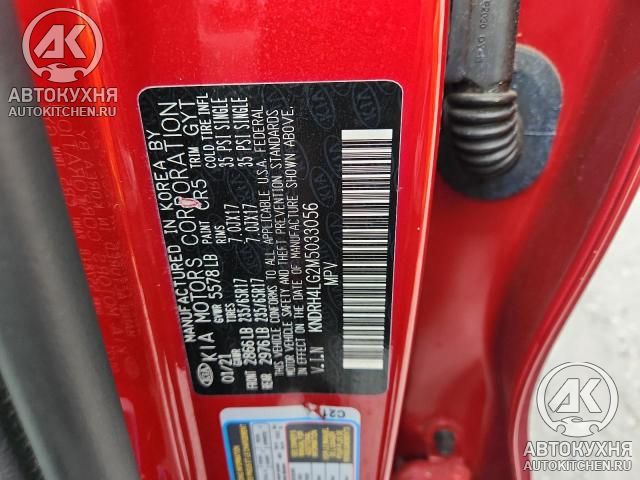 АВТОКУХНЯ
AUTOKITCHEN.RU
MANUFACTURED IN KOREA BY
KIA MOTORS CORPORATION
01/21 GVWR 5578LB PAINT CR5 TRIM GYT
GAWR TIRES RIMS COLD TIRE INFL
FRONT 2866LB 235/65R17 7.0JX17 35 PSI SINGLE
REAR 2976LB 235/65R17 7.0JX17 35 PSI SINGLE
THIS VEHICLE CONFORMS TO ALL APPLICABLE U.S.A. FEDERAL
MOTOR VEHICLE SAFETY AND THEFT PREVENTION STANDARDS
IN EFFECT ON THE DATE OF MANUFACTURE SHOWN ABOVE.
V.I.N KNDRH4LG2M5033056
MPV
C21
АВТОКУХНЯ
AUTOKITCHEN.RU